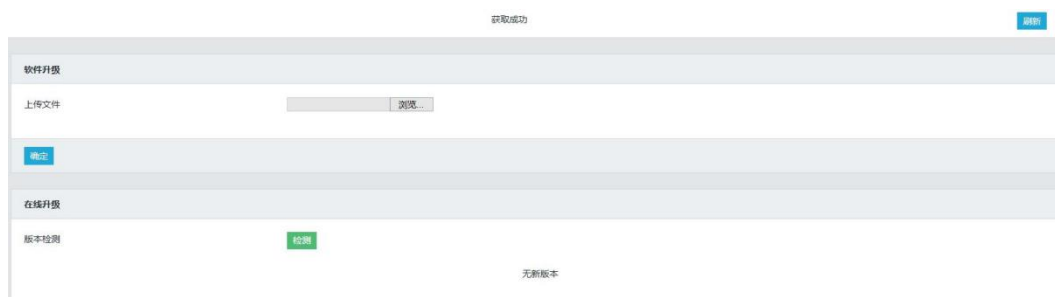 获取成功
刷新
软件升级
上传文件
浏览...
确定
在线升级
版本检测
检测
无新版本